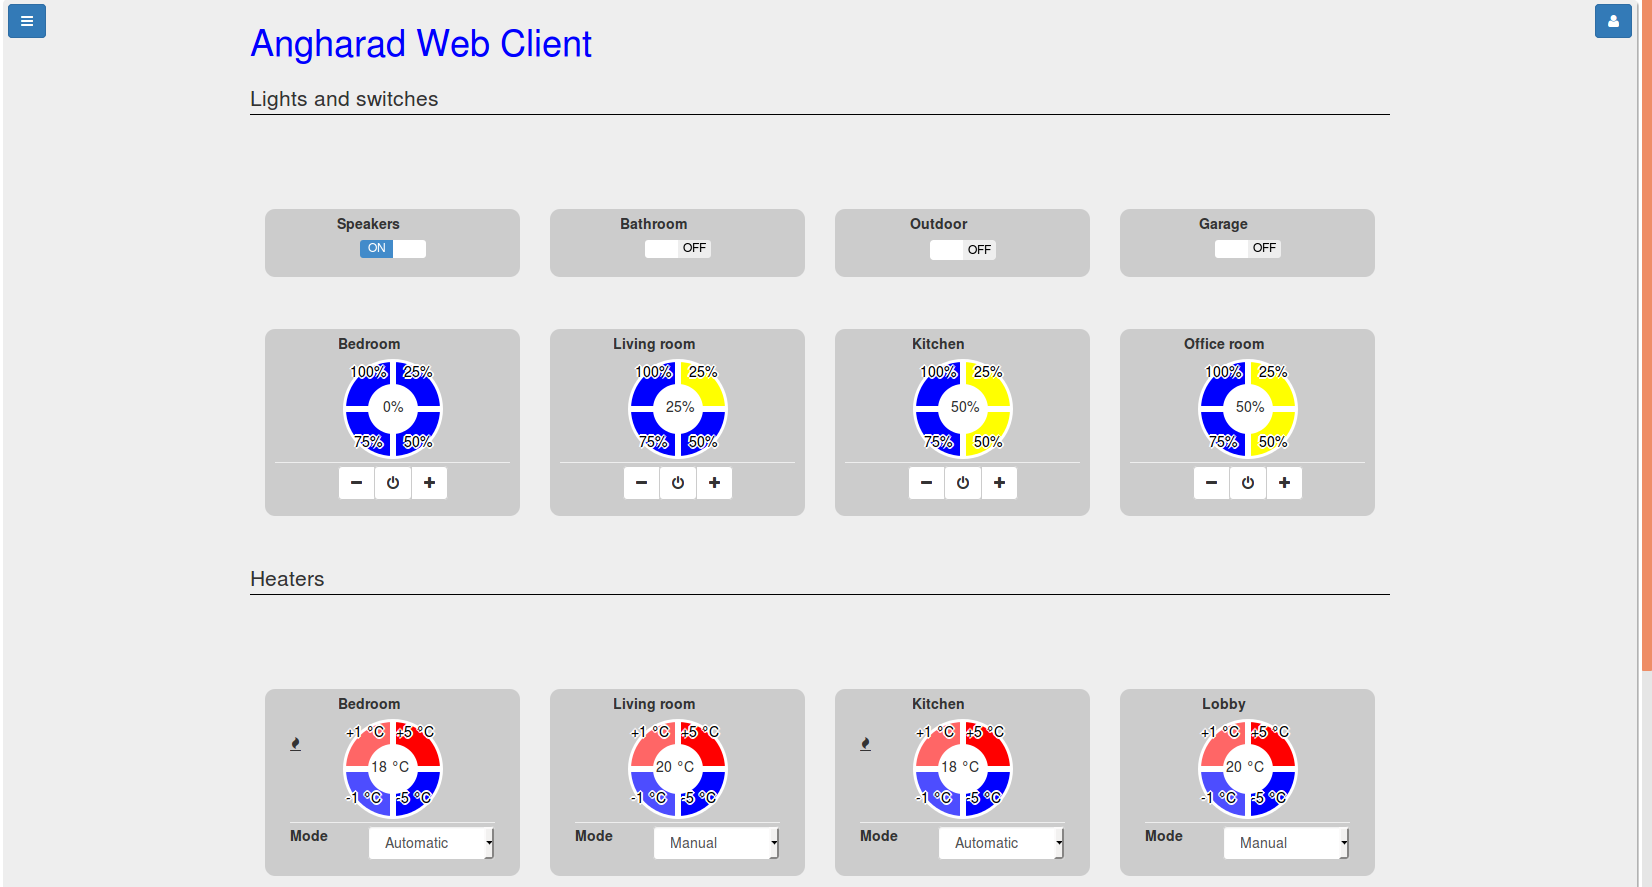 Angharad Web Client
Lights and switches
Speakers Bathroom Outdoor Garage
ON OFF OFF OFF
Bedroom Living room Kitchen Office room
100% 25% 100% 25% 100% 25% 100% 25%
0% 25% 50% 50%
75% 50% 75% 50% 75% 50% 75% 50%
Heaters
Bedroom Living room Kitchen Lobby
+1 °C +5 °C +1 °C +5 °C +1 °C +5 °C +1 °C +5 °C
18 °C 20 °C 18 °C 20 °C
-1 °C -5 °C -1 °C -5 °C -1 °C -5 °C -1 °C -5 °C
Mode Automatic Mode Manual Mode Automatic Mode Manual